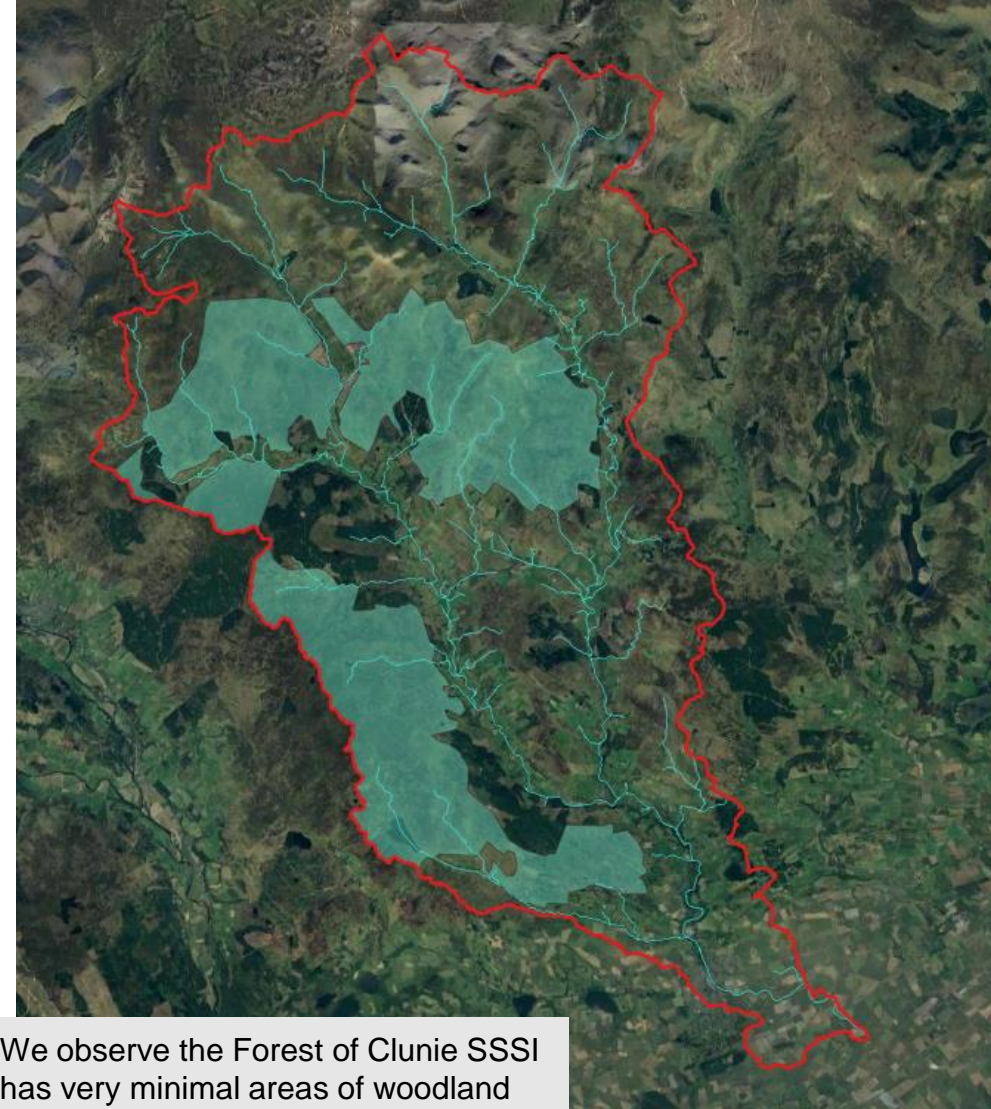 We observe the Forest of Clunie SSSI
has very minimal areas of woodland